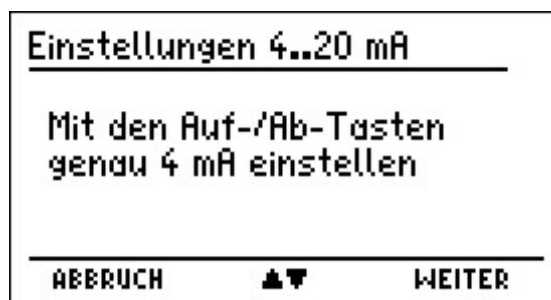 Einstellungen 4..20 mA
Mit den Auf-/Ab-Tasten
genau 4 mA einstellen
ABBRUCH ▲▼ WEITER